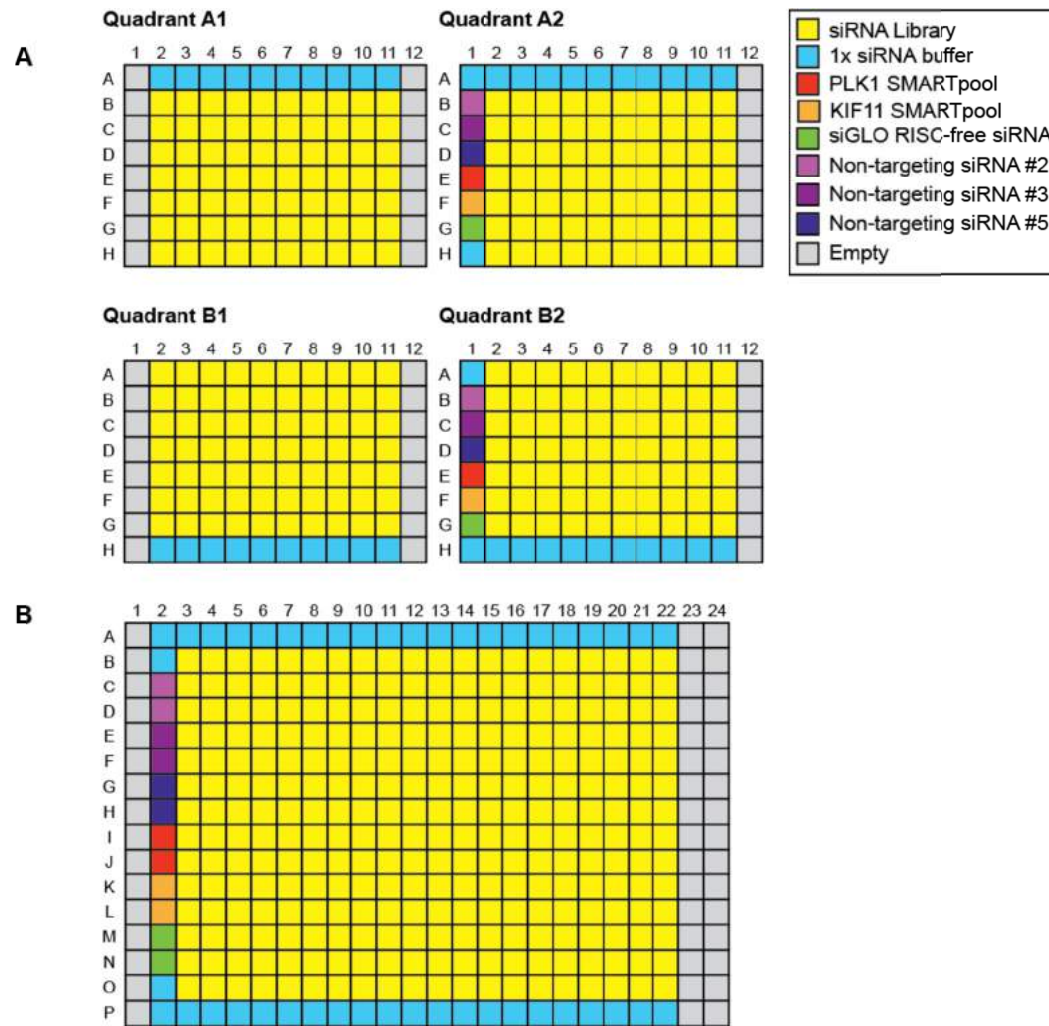 Quadrant A1
Quadrant A2
A
1 2 3 4 5 6 7 8 9 10 11 12
1 2 3 4 5 6 7 8 9 10 11 12
A
B
C
D
E
F
G
H
A
B
C
D
E
F
G
H
siRNA Library
1x siRNA buffer
PLK1 SMARTpool
KIF11 SMARTpool
siGLO RISC-free siRNA
Non-targeting siRNA #2
Non-targeting siRNA #3
Non-targeting siRNA #5
Empty
Quadrant B1
Quadrant B2
1 2 3 4 5 6 7 8 9 10 11 12
1 2 3 4 5 6 7 8 9 10 11 12
A
B
C
D
E
F
G
H
A
B
C
D
E
F
G
H
B
1 2 3 4 5 6 7 8 9 10 11 12 13 14 15 16 17 18 19 20 21 22 23 24
A
B
C
D
E
F
G
H
I
J
K
L
M
N
O
P